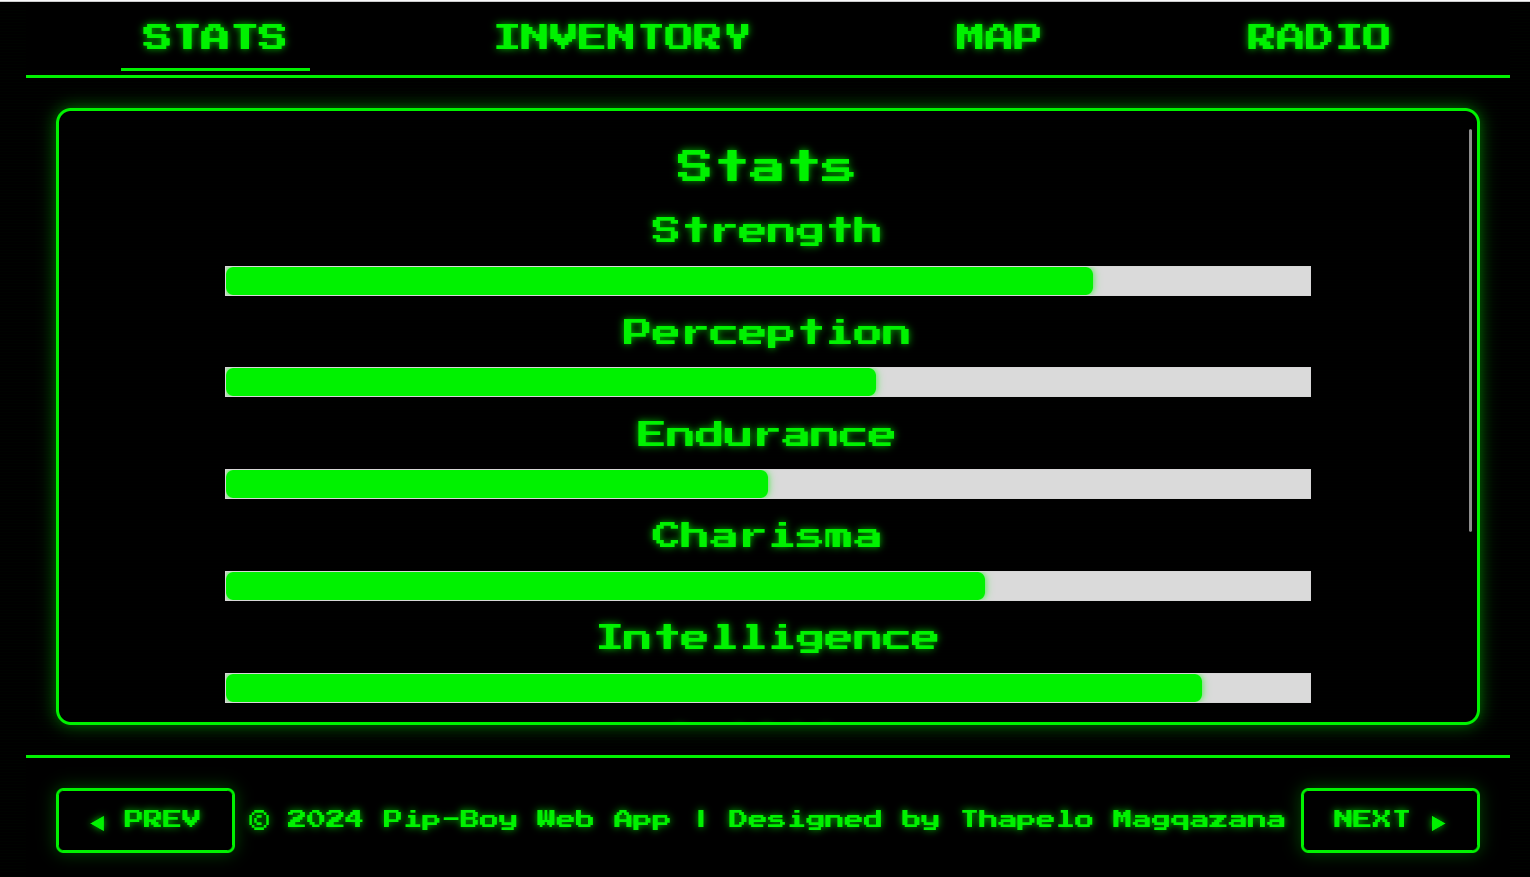 STATS INVENTORY MAP RADIO
Stats
Strength
Perception
Endurance
Charisma
Intelligence
◀ PREV © 2024 Pip-Boy Web App | Designed by Thapelo Magqazana NEXT ▶